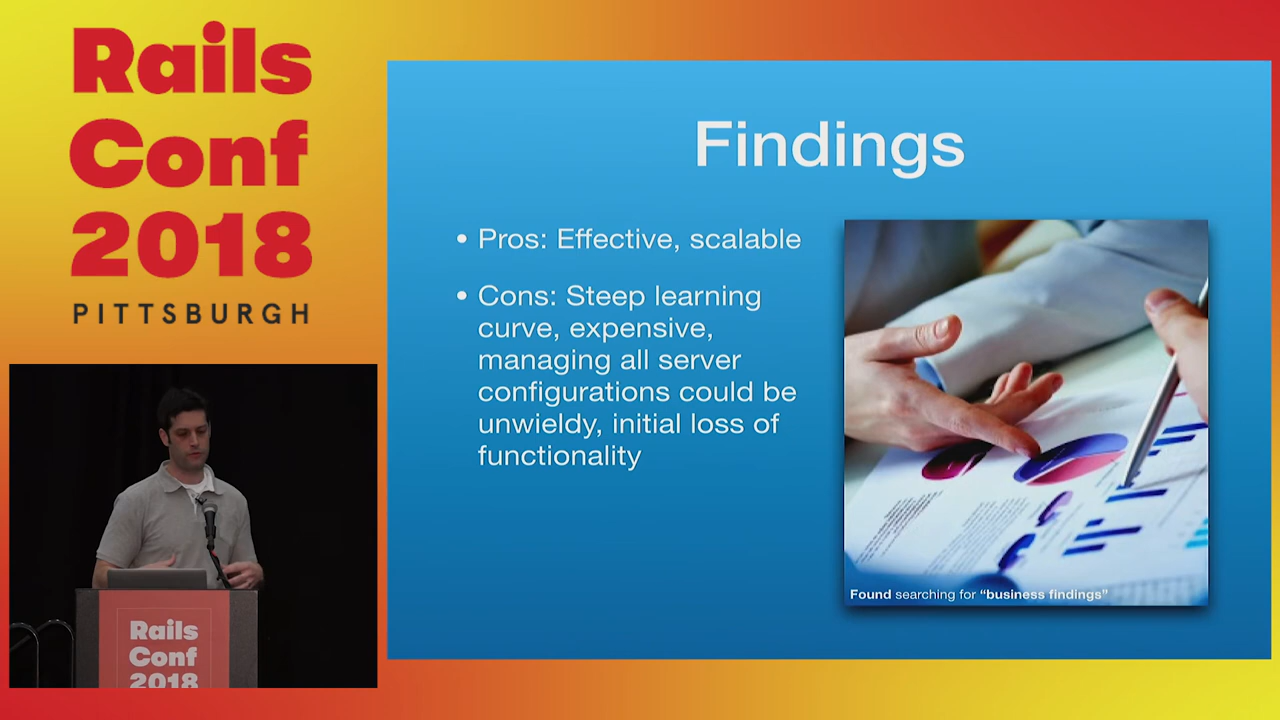 Rails
Conf
2018
PITTSBURGH
Findings
• Pros: Effective, scalable
• Cons: Steep learning
curve, expensive,
managing all server
configurations could be
unwieldy, initial loss of
functionality
Found searching for “business findings”
Rails
Conf
2018